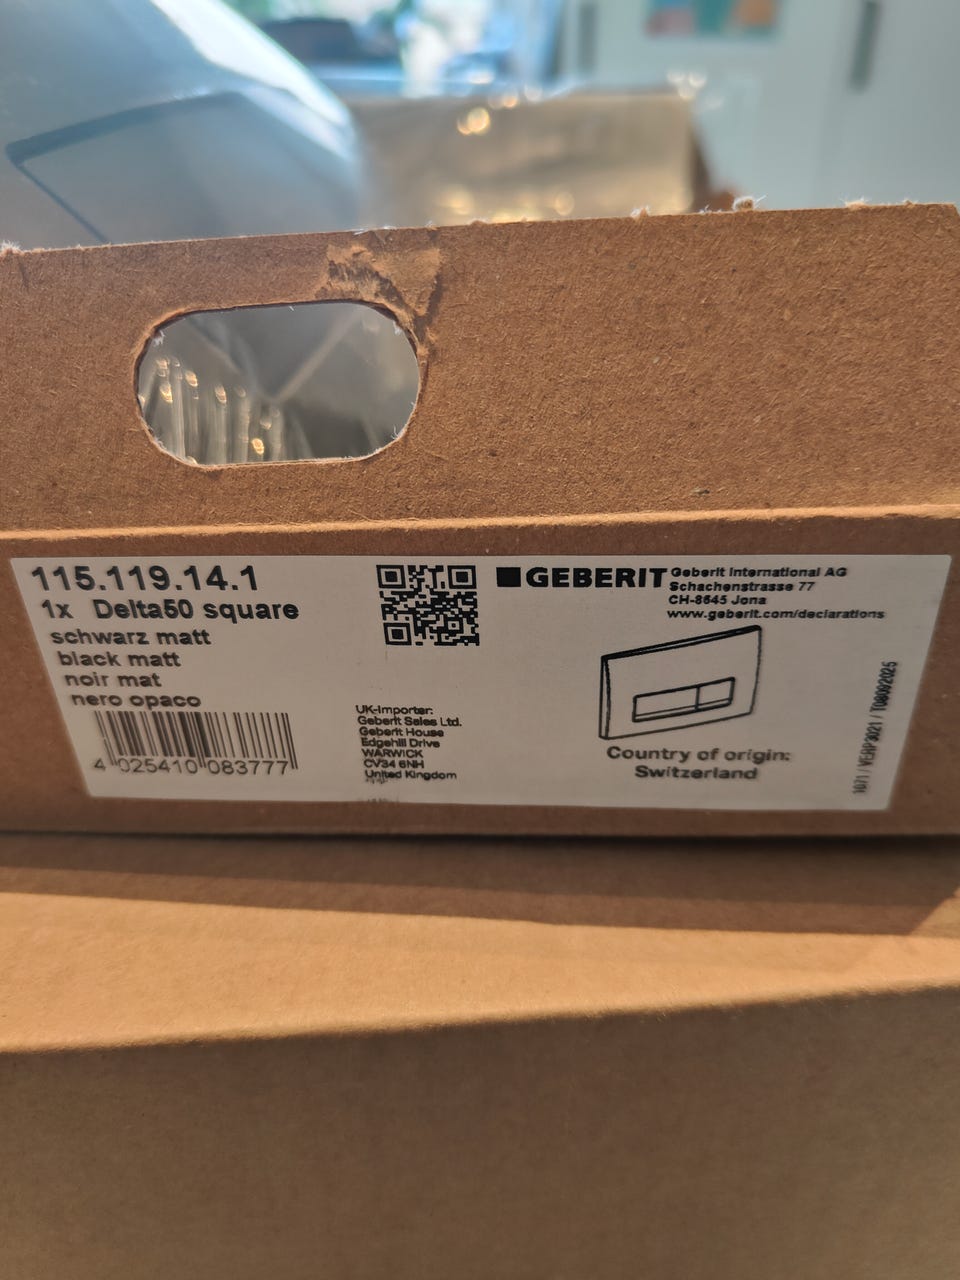 115.119.14.1
1x Delta50 square
schwarz matt
black matt
noir mat
nero opaco
4 025410 083777
UK-Importer:
Geberit Sales Ltd.
Geberit House
Edgehill Drive
WARWICK
CV34 6NH
United Kingdom
GEBERIT
Geberit International AG
Schachenstrasse 77
CH-8645 Jona
www.geberit.com/declarations
Country of origin:
Switzerland